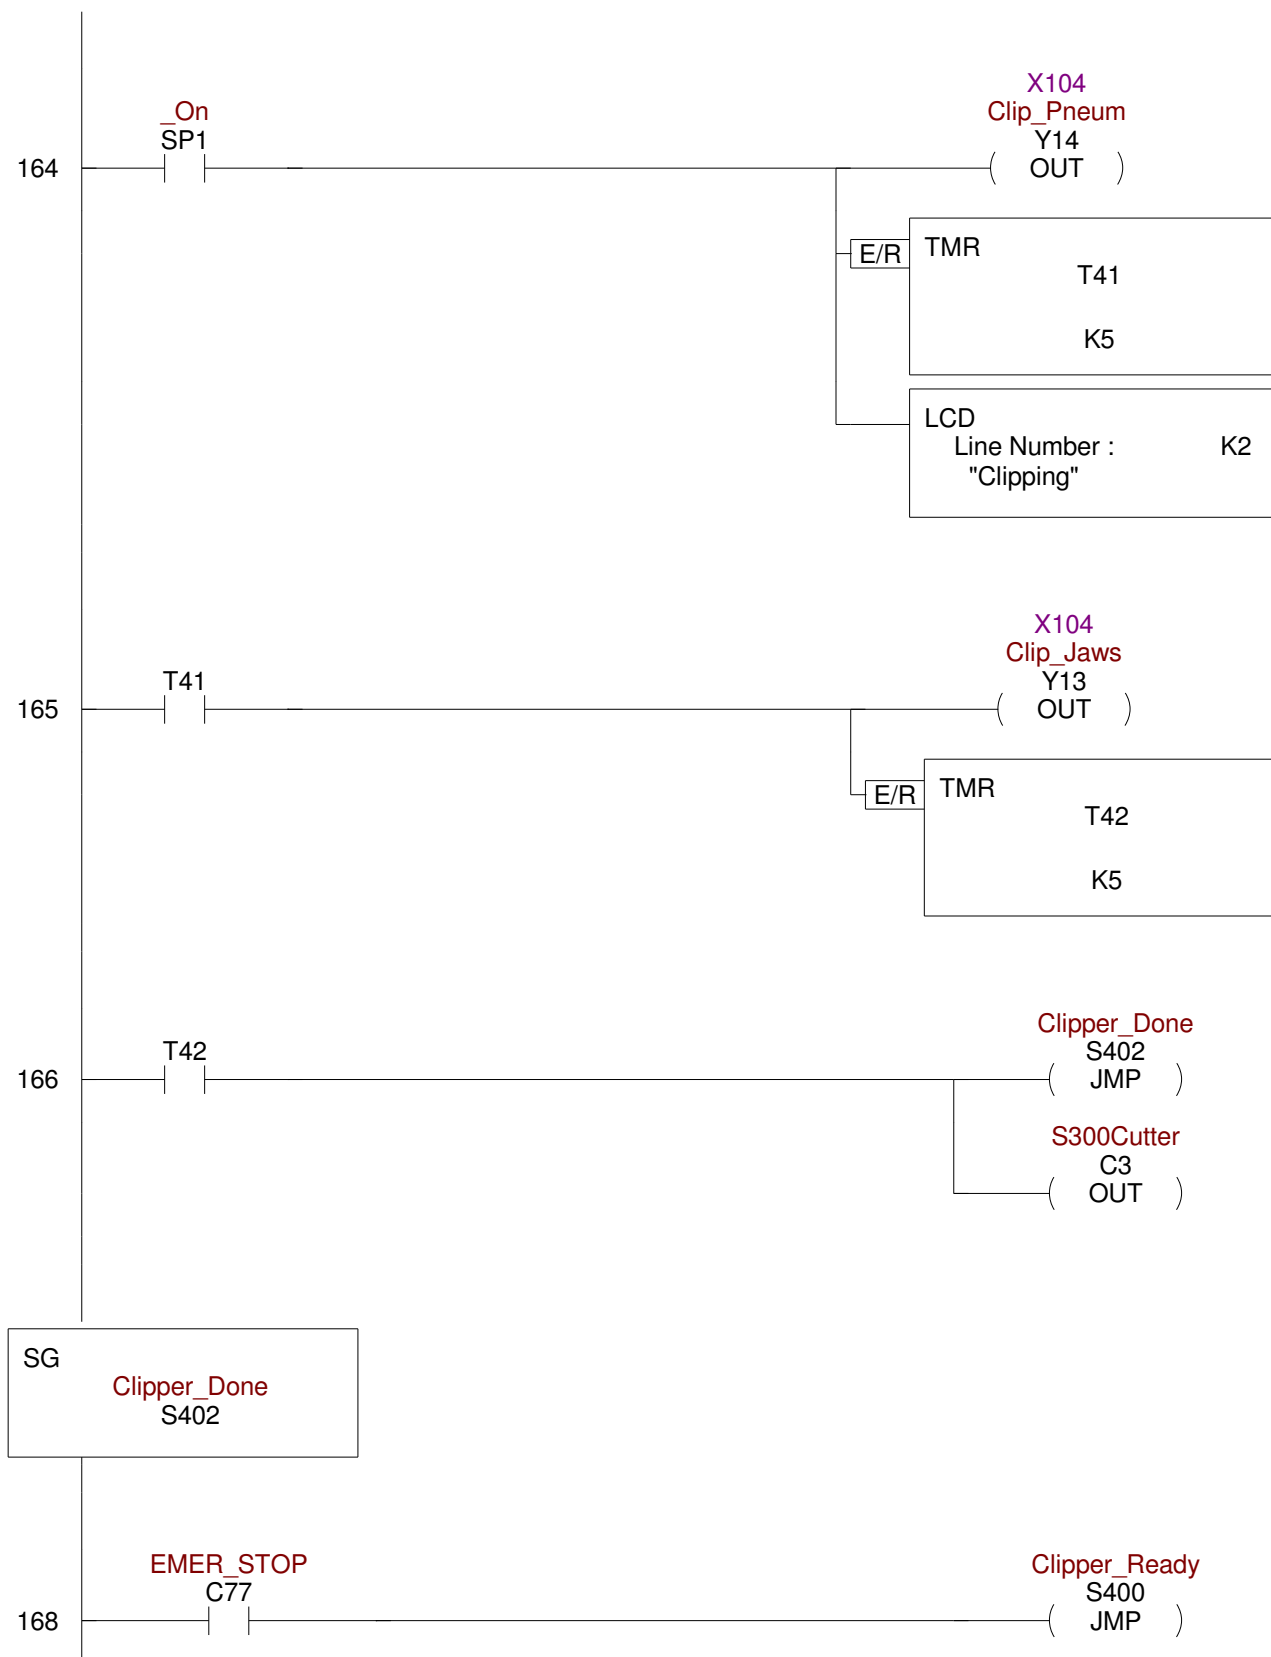 X104
_On
Clip_Pneum
SP1
Y14
164
OUT
E/R
TMR
T41
K5
LCD
Line Number : K2
"Clipping"
X104
Clip_Jaws
T41
Y13
165
OUT
E/R
TMR
T42
K5
Clipper_Done
T42
S402
166
JMP
S300Cutter
C3
OUT
SG
Clipper_Done
S402
EMER_STOP
Clipper_Ready
C77
S400
168
JMP